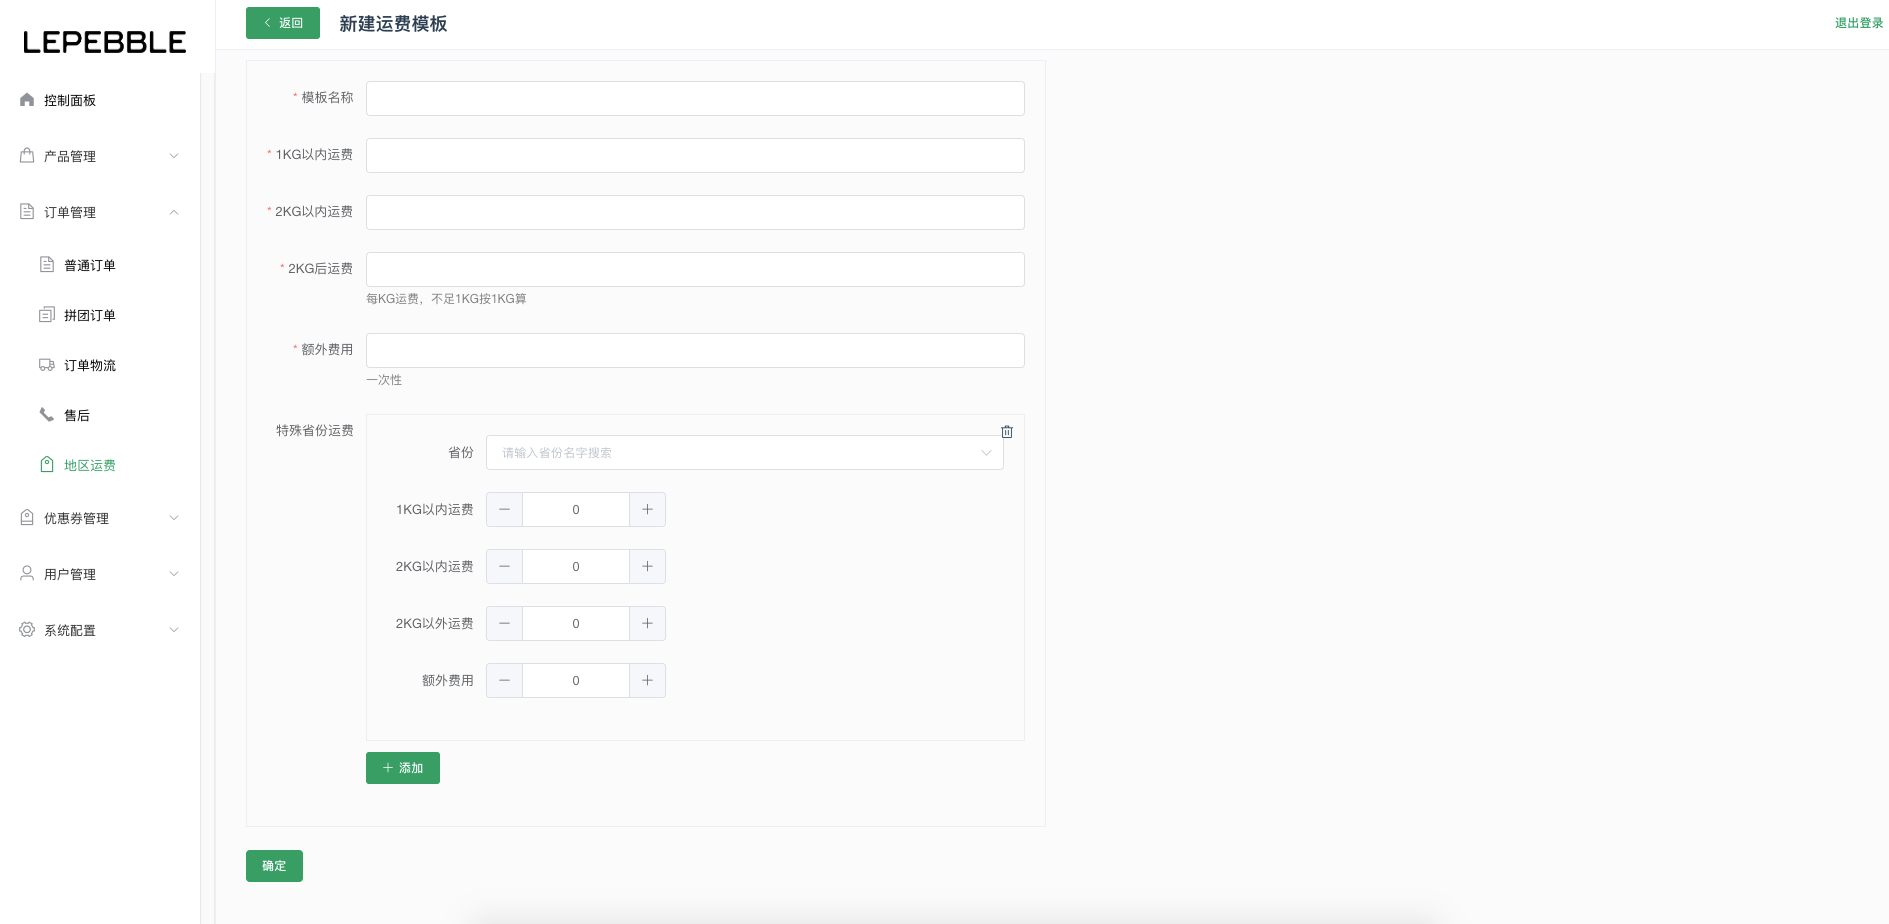 LEPEBBLE
返回
新建运费模板
退出登录
控制面板
产品管理
订单管理
普通订单
拼团订单
订单物流
售后
地区运费
优惠券管理
用户管理
系统配置
* 模板名称
* 1KG以内运费
* 2KG以内运费
* 2KG后运费
每KG运费，不足1KG按1KG算
* 额外费用
一次性
特殊省份运费
省份
请输入省份名字搜索
1KG以内运费
0
2KG以内运费
0
2KG以外运费
0
额外费用
0
添加
确定